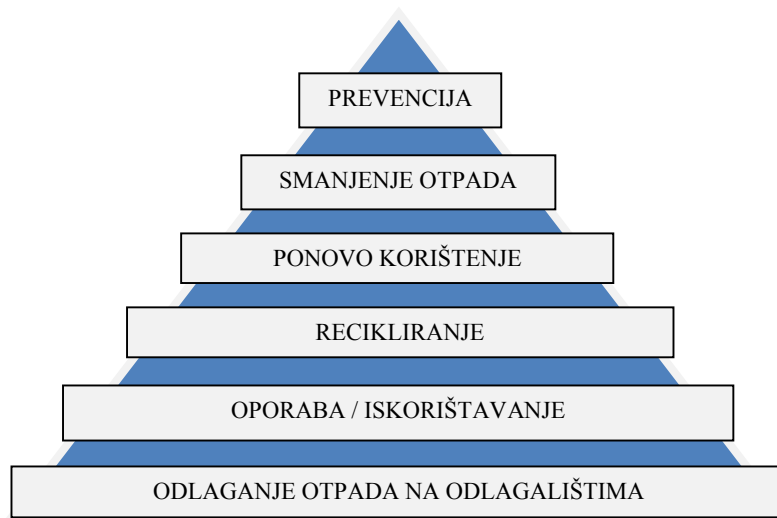 PREVENCIJA
SMANJENJE OTPADA
PONOVO KORIŠTENJE
RECIKLIRANJE
OPORABA / ISKORIŠTAVANJE
ODLAGANJE OTPADA NA ODLAGALIŠTIMA